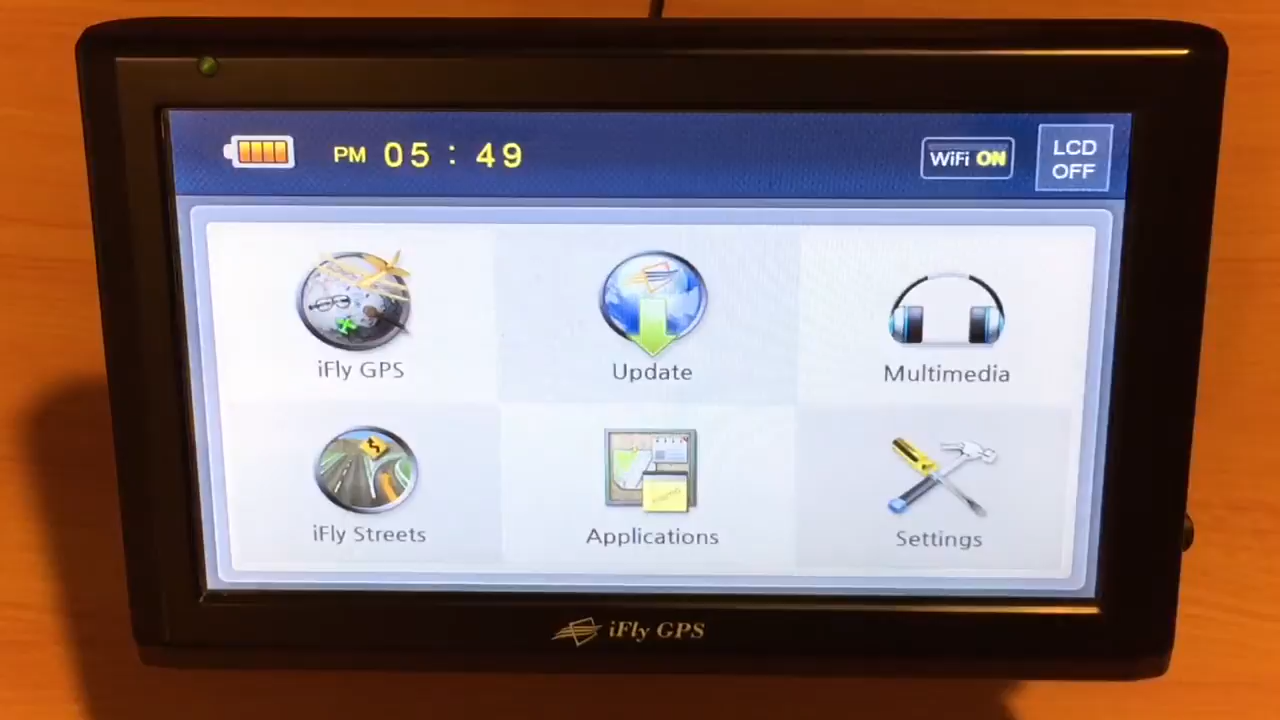 PM 05 : 49
WiFi ON
LCD
OFF
iFly GPS
Update
Multimedia
iFly Streets
Applications
Settings
iFly GPS